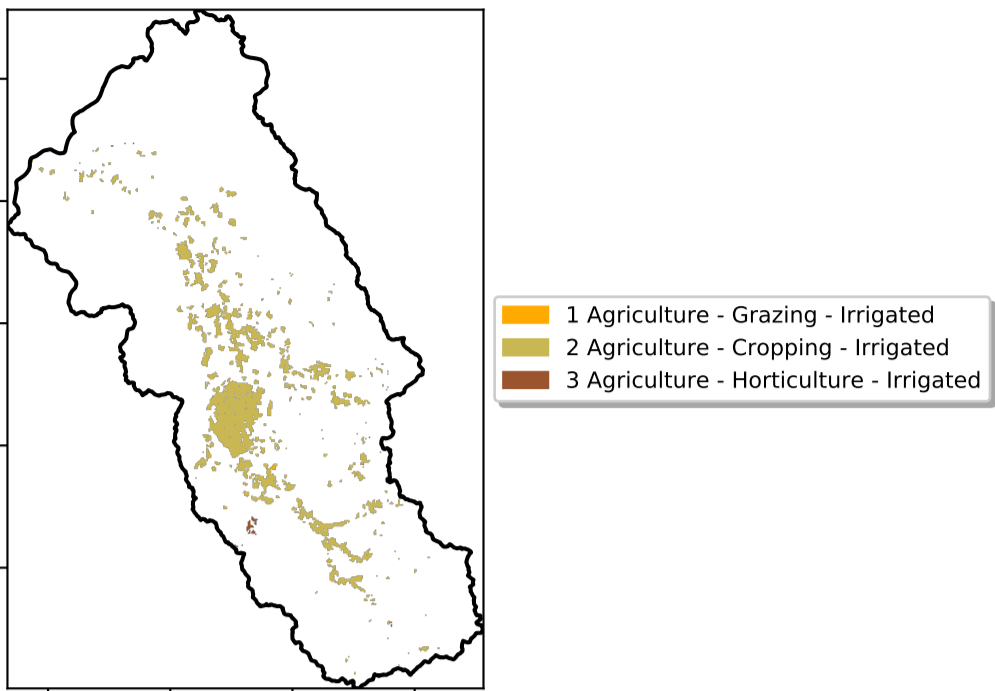 1 Agriculture - Grazing - Irrigated
2 Agriculture - Cropping - Irrigated
3 Agriculture - Horticulture - Irrigated